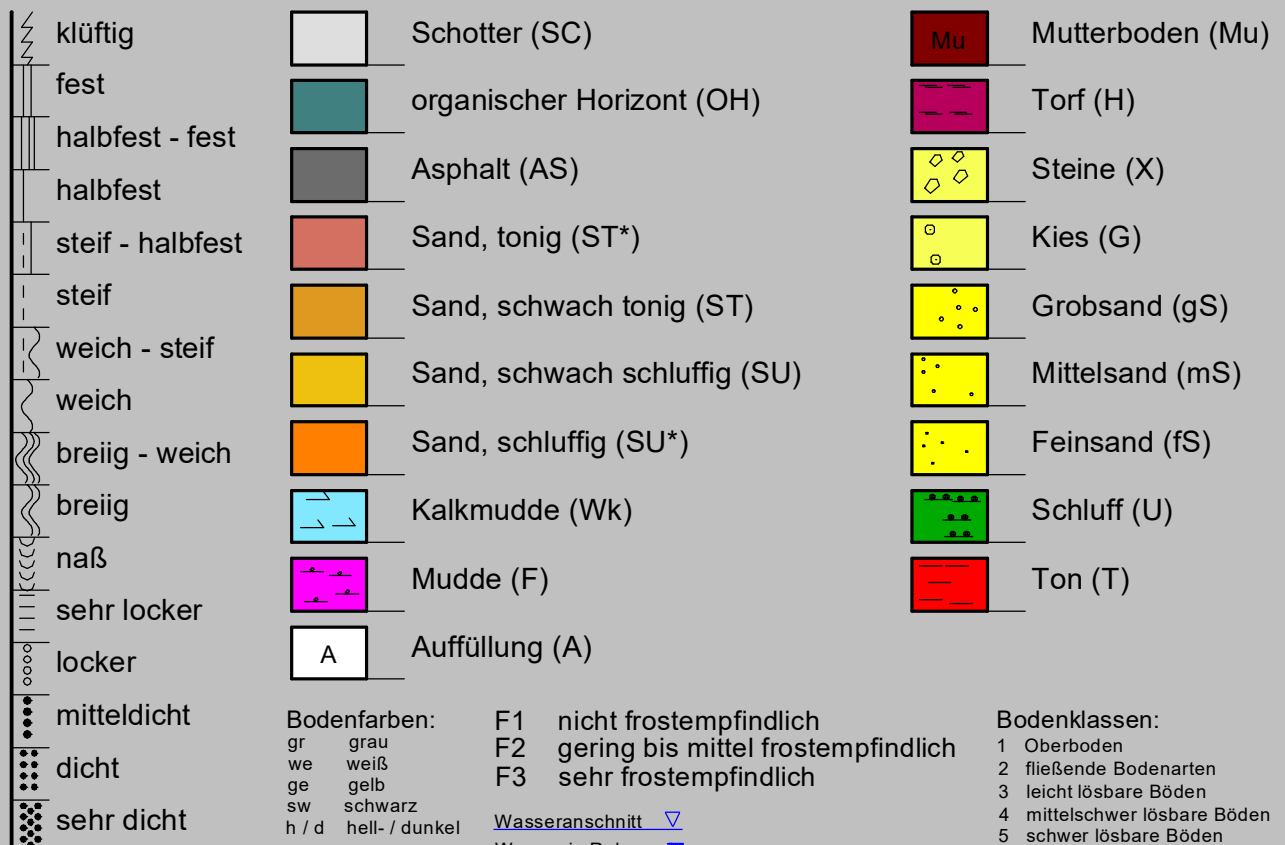 klüftig
fest
halbfest - fest
halbfest
steif - halbfest
steif
weich - steif
weich
breiig - weich
breiig
naß
sehr locker
locker
mitteldicht
dicht
sehr dicht
Schotter (SC)
organischer Horizont (OH)
Asphalt (AS)
Sand, tonig (ST*)
Sand, schwach tonig (ST)
Sand, schwach schluffig (SU)
Sand, schluffig (SU*)
Kalkmudde (Wk)
Mudde (F)
A Auffüllung (A)
Mu Mutterboden (Mu)
Torf (H)
Steine (X)
Kies (G)
Grobsand (gS)
Mittelsand (mS)
Feinsand (fS)
Schluff (U)
Ton (T)
Bodenfarben:
gr grau
we weiß
ge gelb
sw schwarz
h / d hell- / dunkel
F1 nicht frostempfindlich
F2 gering bis mittel frostempfindlich
F3 sehr frostempfindlich
Wasseranschnitt
Bodenklassen:
1 Oberboden
2 fließende Bodenarten
3 leicht lösbare Böden
4 mittelschwer lösbare Böden
5 schwer lösbare Böden